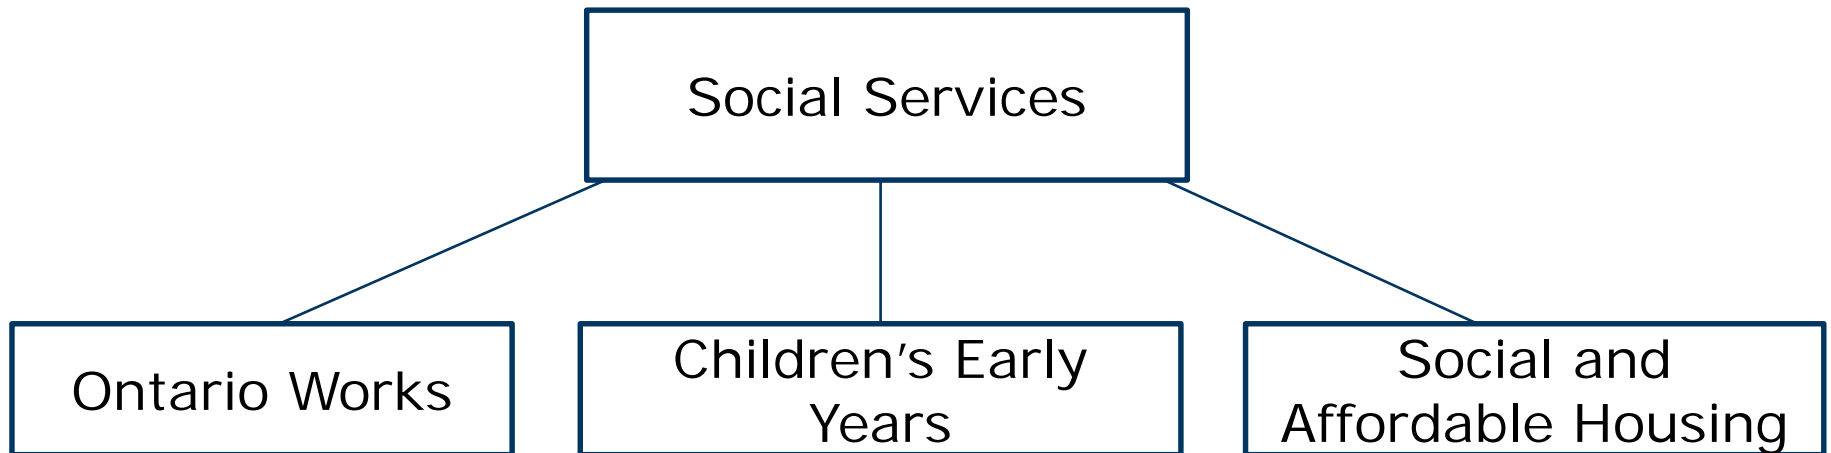 Social Services
Ontario Works
Children’s Early
Years
Social and
Affordable Housing